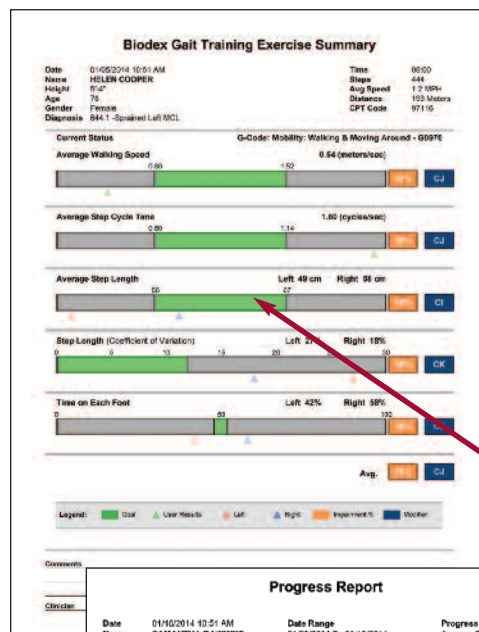 Biodex Gait Training Exercise Summary
Date 01/05/2014 10:51 AM Time 06:00
Name HELEN COOPER Steps 444
Height 5'4" Avg Speed 1.2 MPH
Age 76 Distance 193 Meters
Gender Female CPT Code 97116
Diagnosis 844.1 -Sprained Left MCL
Current Status G-Code: Mobility: Walking & Moving Around - G8978
Average Walking Speed 0.54 (meters/sec)
0.80 1.52
CJ
Average Step Cycle Time 1.80 (cycles/sec)
0.80 1.14
CJ
Average Step Length Left 49 cm Right 58 cm
CI
Step Length (Coefficient of Variation) Left Right 18%
0 5 10 15 20 30
CK
Time on Each Foot Left 42% Right 58%
0 50 100
Avg. CJ
Legend: Goal User Results Left Right Impairment % Modifier
Comments
Clinician
Progress Report
Date 01/10/2014 10:51 AM Date Range Progress